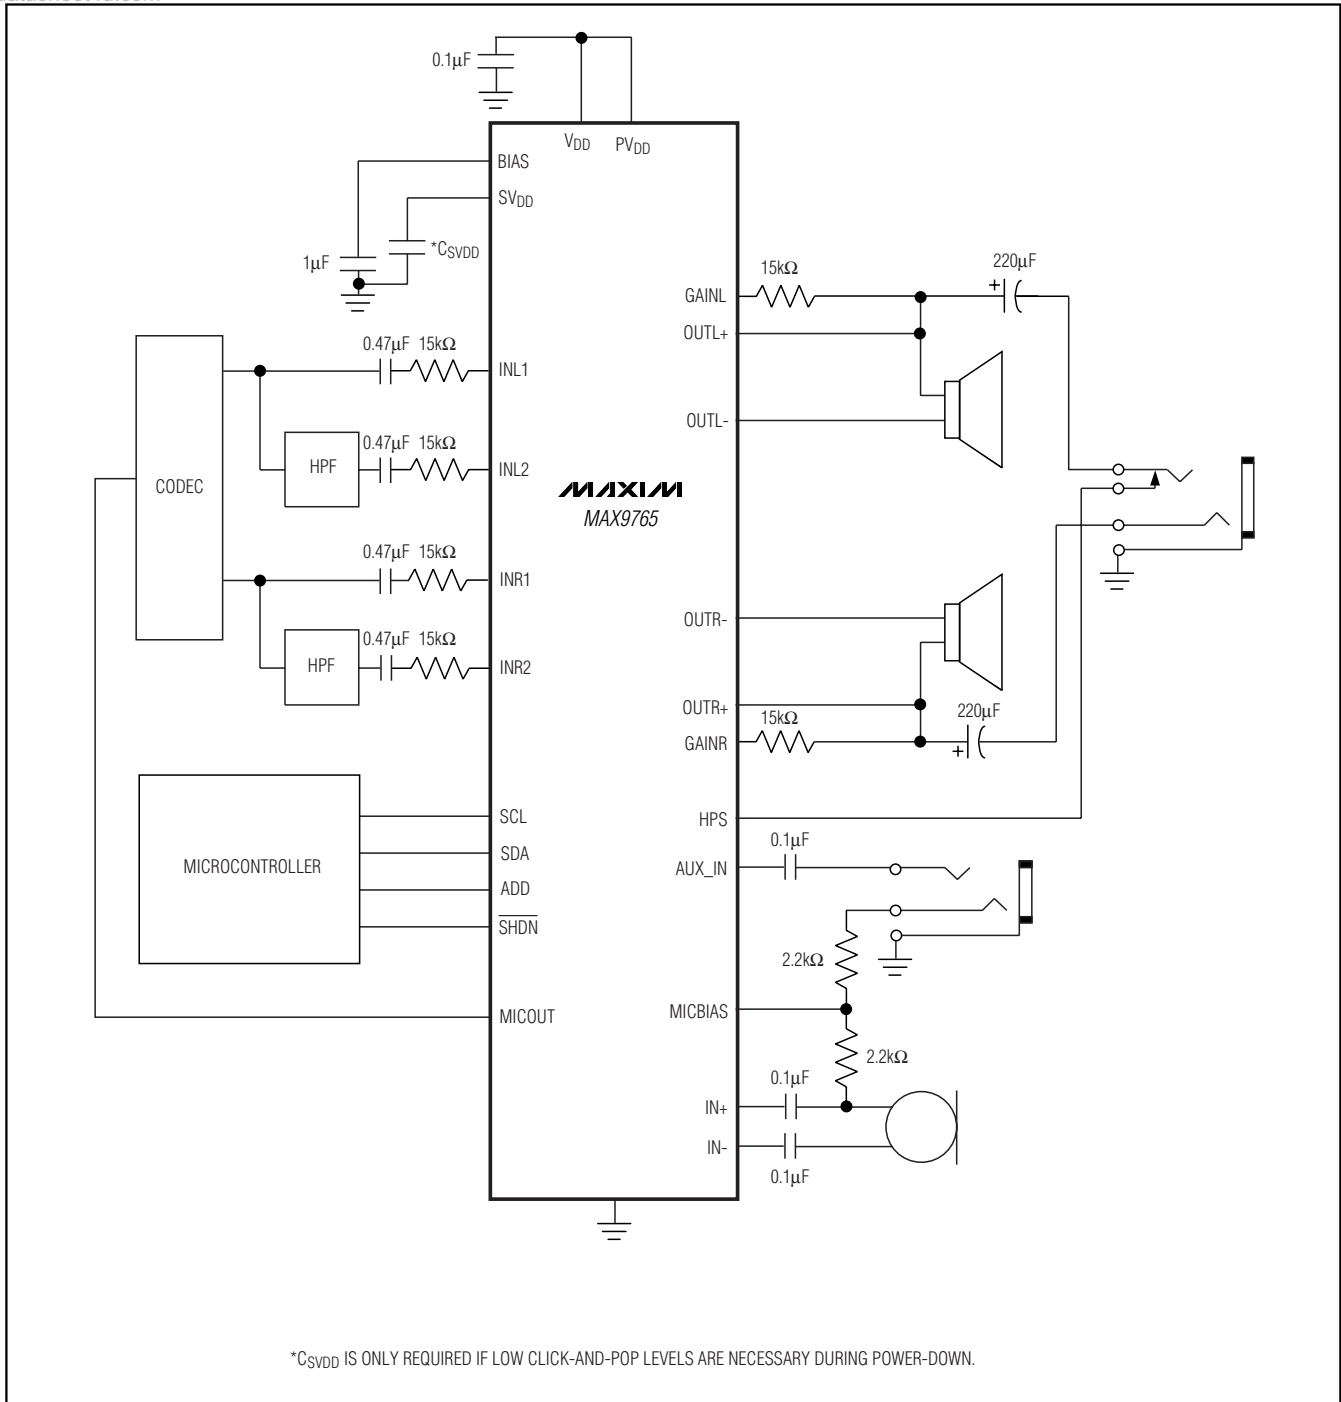 0.1μF
VDD PVDD
BIAS
SVDD
*CSVDD
1μF
15kΩ
220μF
GAINL
OUTL+
0.47μF 15kΩ
INL1
OUTL-
0.47μF 15kΩ
HPF
INL2
CODEC
MAXIM
MAX9765
0.47μF 15kΩ
INR1
OUTR-
0.47μF 15kΩ
HPF
INR2
OUTR+
15kΩ
220μF
GAINR
SCL
HPS
0.1μF
SDA
MICROCONTROLLER
AUX_IN
ADD
SHDN
2.2kΩ
MICOUT
MICBIAS
2.2kΩ
0.1μF
IN+
IN-
0.1μF
*CSVDD IS ONLY REQUIRED IF LOW CLICK-AND-POP LEVELS ARE NECESSARY DURING POWER-DOWN.